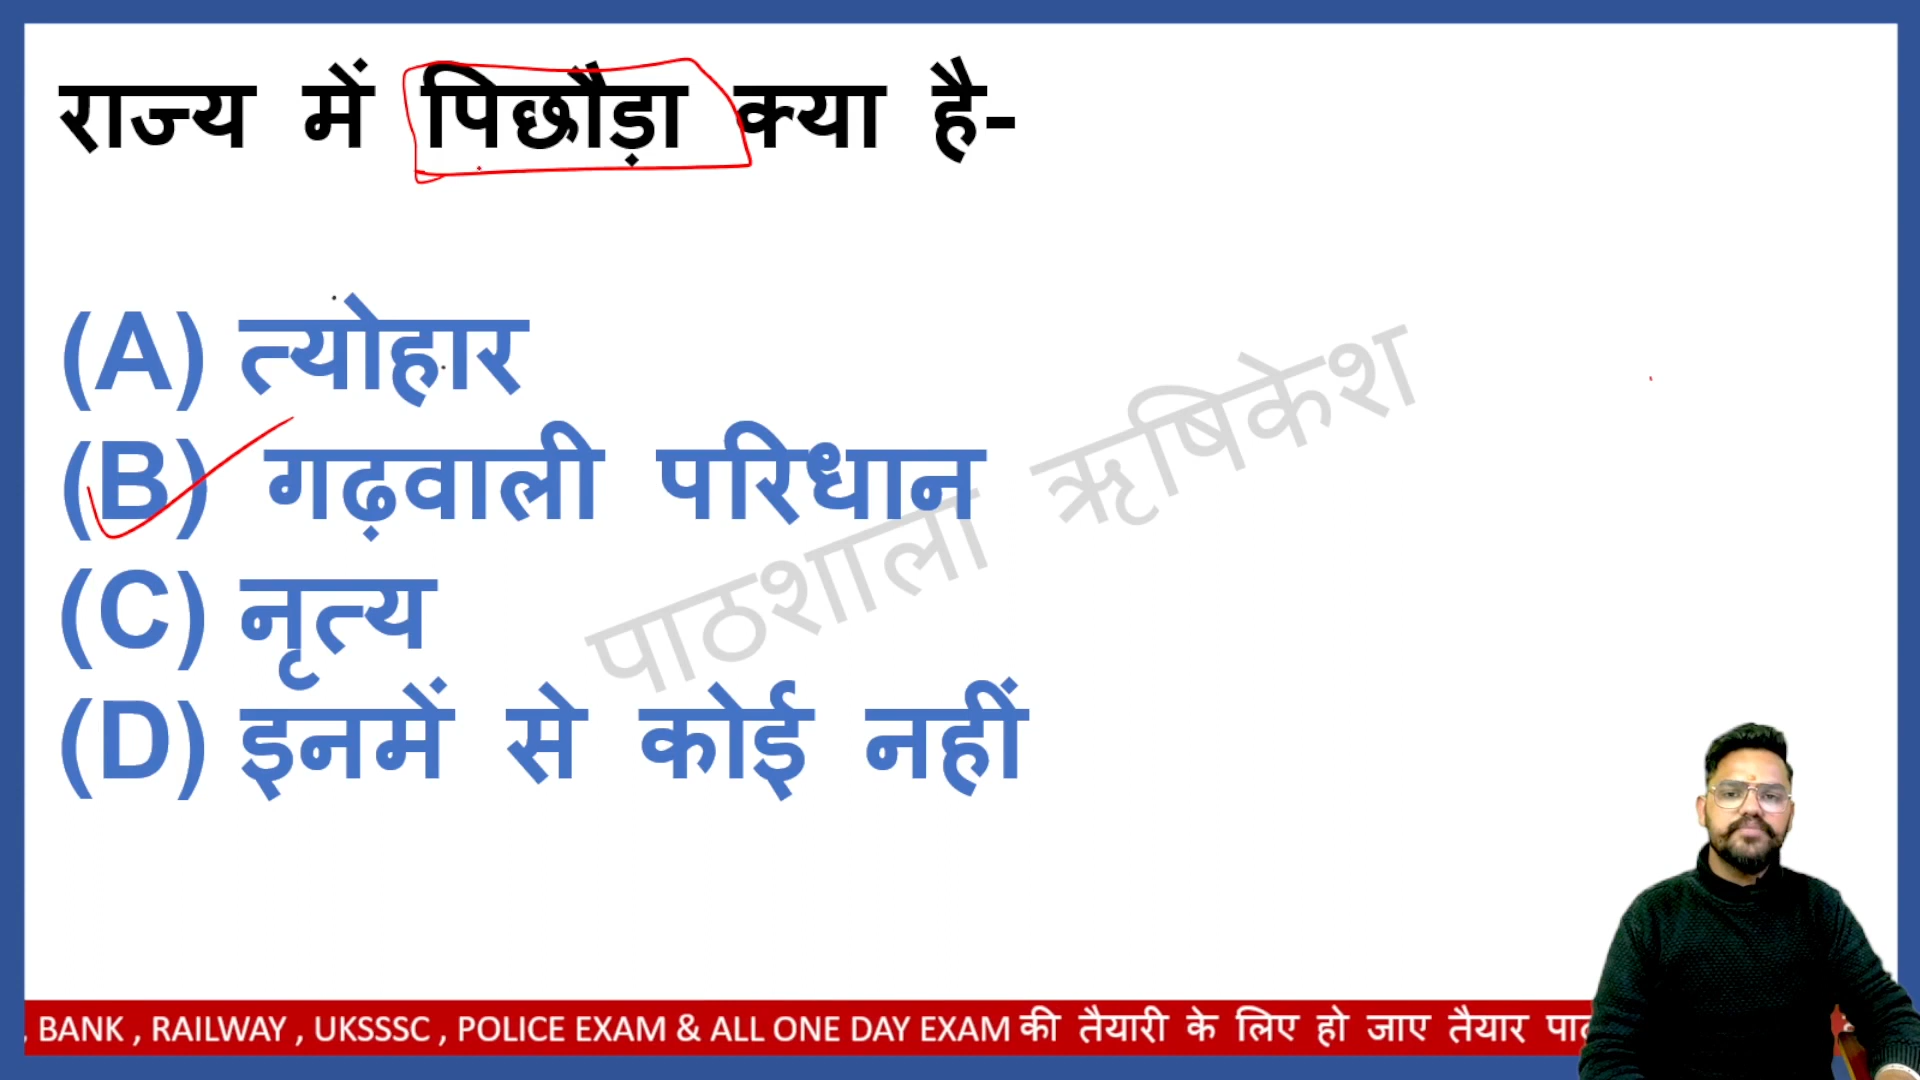 राज्य में पिछौड़ा क्या है-
(A) त्योहार
(B) गढ़वाली परिधान
(C) नृत्य
(D) इनमें से कोई नहीं
पाठशाला ऋषिकेश
, BANK , RAILWAY , UKSSSC , POLICE EXAM & ALL ONE DAY EXAM की तैयारी के लिए हो जाए तैयार